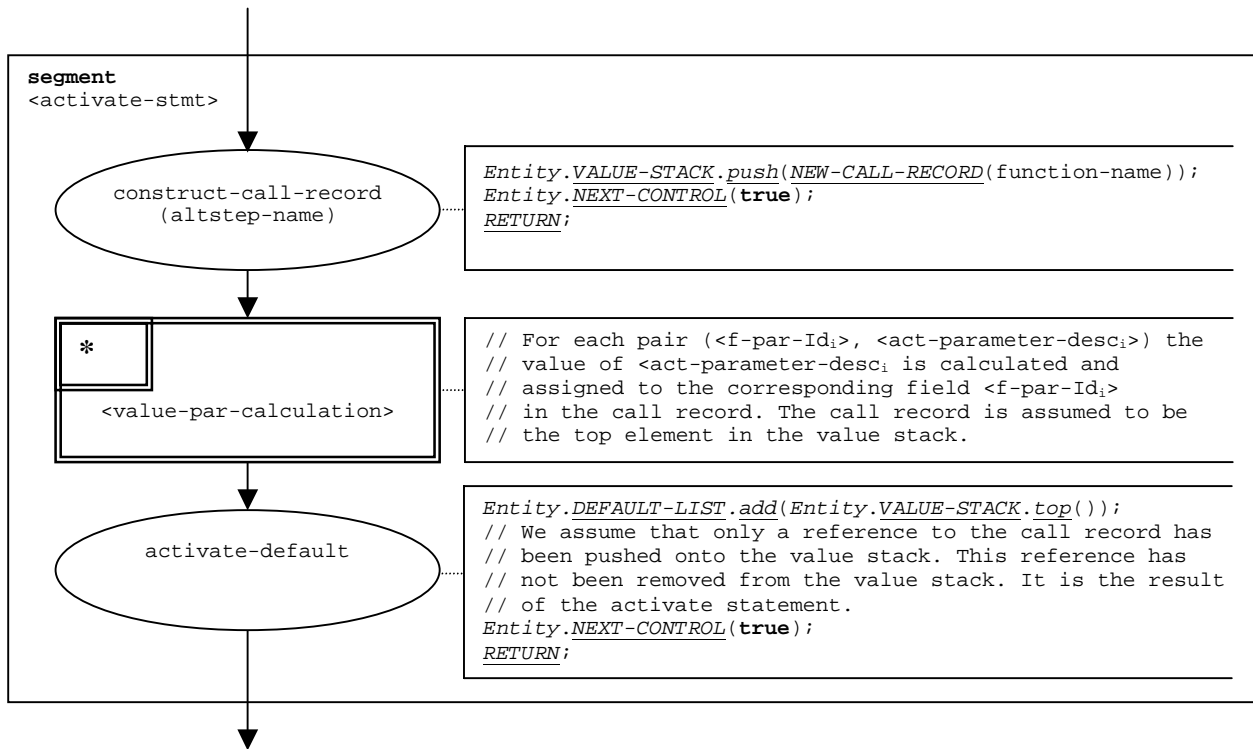 segment
<activate-stmt>
construct-call-record
(altstep-name)
Entity.VALUE-STACK.push(NEW-CALL-RECORD(function-name));
Entity.NEXT-CONTROL(true);
RETURN;
*
<value-par-calculation>
// For each pair (<f-par-Idi>, <act-parameter-desci>) the
// value of <act-parameter-desci is calculated and
// assigned to the corresponding field <f-par-Idi>
// in the call record. The call record is assumed to be
// the top element in the value stack.
activate-default
Entity.DEFAULT-LIST.add(Entity.VALUE-STACK.top());
// We assume that only a reference to the call record has
// been pushed onto the value stack. This reference has
// not been removed from the value stack. It is the result
// of the activate statement.
Entity.NEXT-CONTROL(true);
RETURN;